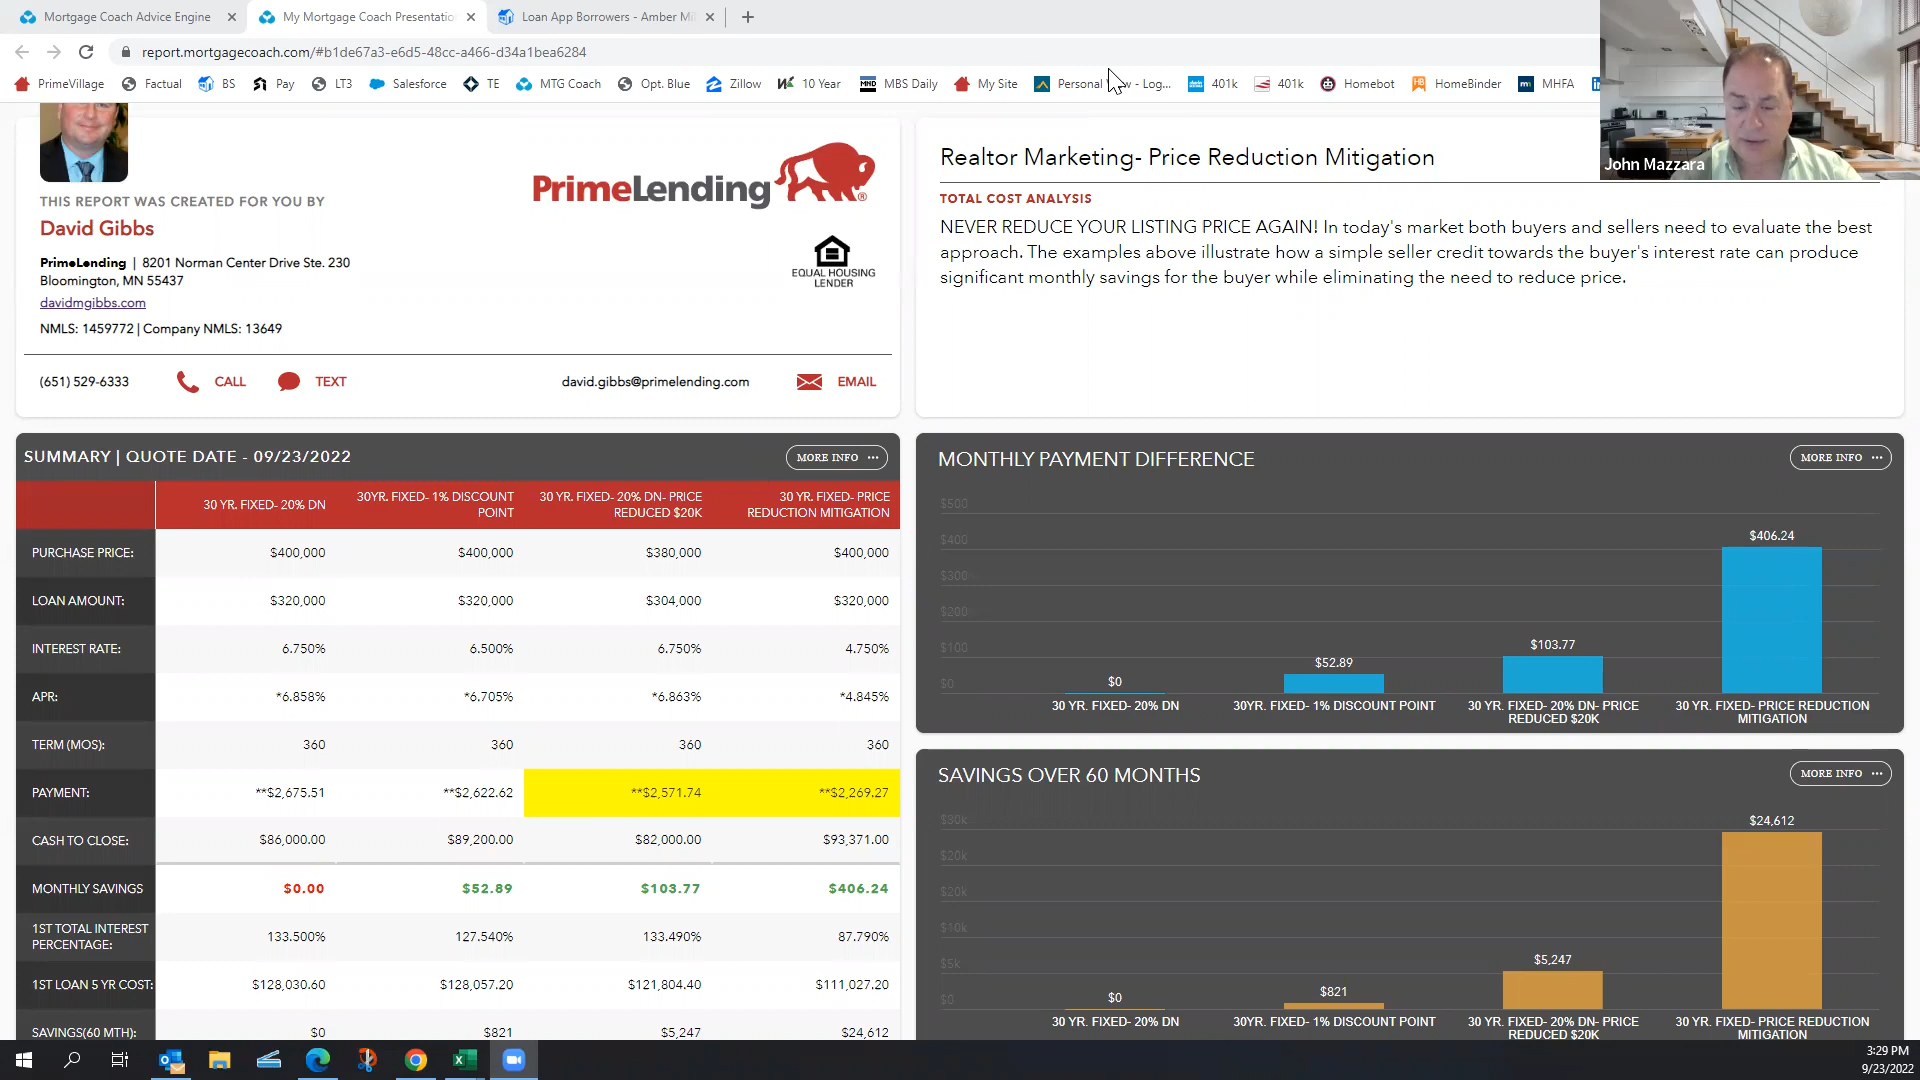 Mortgage Coach Advice Engine
My Mortgage Coach Presentatio
Loan App Borrowers - Amber Mi
report.mortgagecoach.com/#b1de67a3-e6d5-48cc-a466-d34a1bea6284
PrimeVillage Factual BS Pay LT3 Salesforce TE MTG Coach Opt. Blue Zillow 10 Year MBS Daily My Site Personal w - Log... 401k 401k Homebot HomeBinder MHFA
John Mazzara
THIS REPORT WAS CREATED FOR YOU BY
David Gibbs
PrimeLending | 8201 Norman Center Drive Ste. 230
Bloomington, MN 55437
davidmgibbs.com
NMLS: 1459772 | Company NMLS: 13649
PrimeLending
EQUAL HOUSING
LENDER
(651) 529-6333 CALL TEXT david.gibbs@primelending.com EMAIL
Realtor Marketing- Price Reduction Mitigation
TOTAL COST ANALYSIS
NEVER REDUCE YOUR LISTING PRICE AGAIN! In today's market both buyers and sellers need to evaluate the best
approach. The examples above illustrate how a simple seller credit towards the buyer's interest rate can produce
significant monthly savings for the buyer while eliminating the need to reduce price.
SUMMARY | QUOTE DATE - 09/23/2022 MORE INFO
30 YR. FIXED- 20% DN
30YR. FIXED- 1% DISCOUNT
POINT
30 YR. FIXED- 20% DN- PRICE
REDUCED $20K
30 YR. FIXED- PRICE
REDUCTION MITIGATION
PURCHASE PRICE: $400,000 $400,000 $380,000 $400,000
LOAN AMOUNT: $320,000 $320,000 $304,000 $320,000
INTEREST RATE: 6.750% 6.500% 6.750% 4.750%
APR: *6.858% *6.705% *6.863% *4.845%
TERM (MOS): 360 360 360 360
PAYMENT: **$2,675.51 **$2,622.62 **$2,571.74 **$2,269.27
CASH TO CLOSE: $86,000.00 $89,200.00 $82,000.00 $93,371.00
MONTHLY SAVINGS $0.00 $52.89 $103.77 $406.24
1ST TOTAL INTEREST
PERCENTAGE: 133.500% 127.540% 133.490% 87.790%
1ST LOAN 5 YR COST: $128,030.60 $128,057.20 $121,804.40 $111,027.20
SAVINGS(60 MTH): $0 $821 $5,247 $24,612
MONTHLY PAYMENT DIFFERENCE MORE INFO
$500
$400
$300
$200
$100
$0
$0
$52.89
$103.77
$406.24
30 YR. FIXED- 20% DN
30YR. FIXED- 1% DISCOUNT POINT
30 YR. FIXED- 20% DN- PRICE
REDUCED $20K
30 YR. FIXED- PRICE REDUCTION
MITIGATION
SAVINGS OVER 60 MONTHS MORE INFO
$30k
$20k
$20k
$10k
$5k
$0
$0
$821
$5,247
$24,612
30 YR. FIXED- 20% DN
30YR. FIXED- 1% DISCOUNT POINT
30 YR. FIXED- 20% DN- PRICE
REDUCED $20K
30 YR. FIXED- PRICE REDUCTION
MITIGATION
3:29 PM
9/23/2022